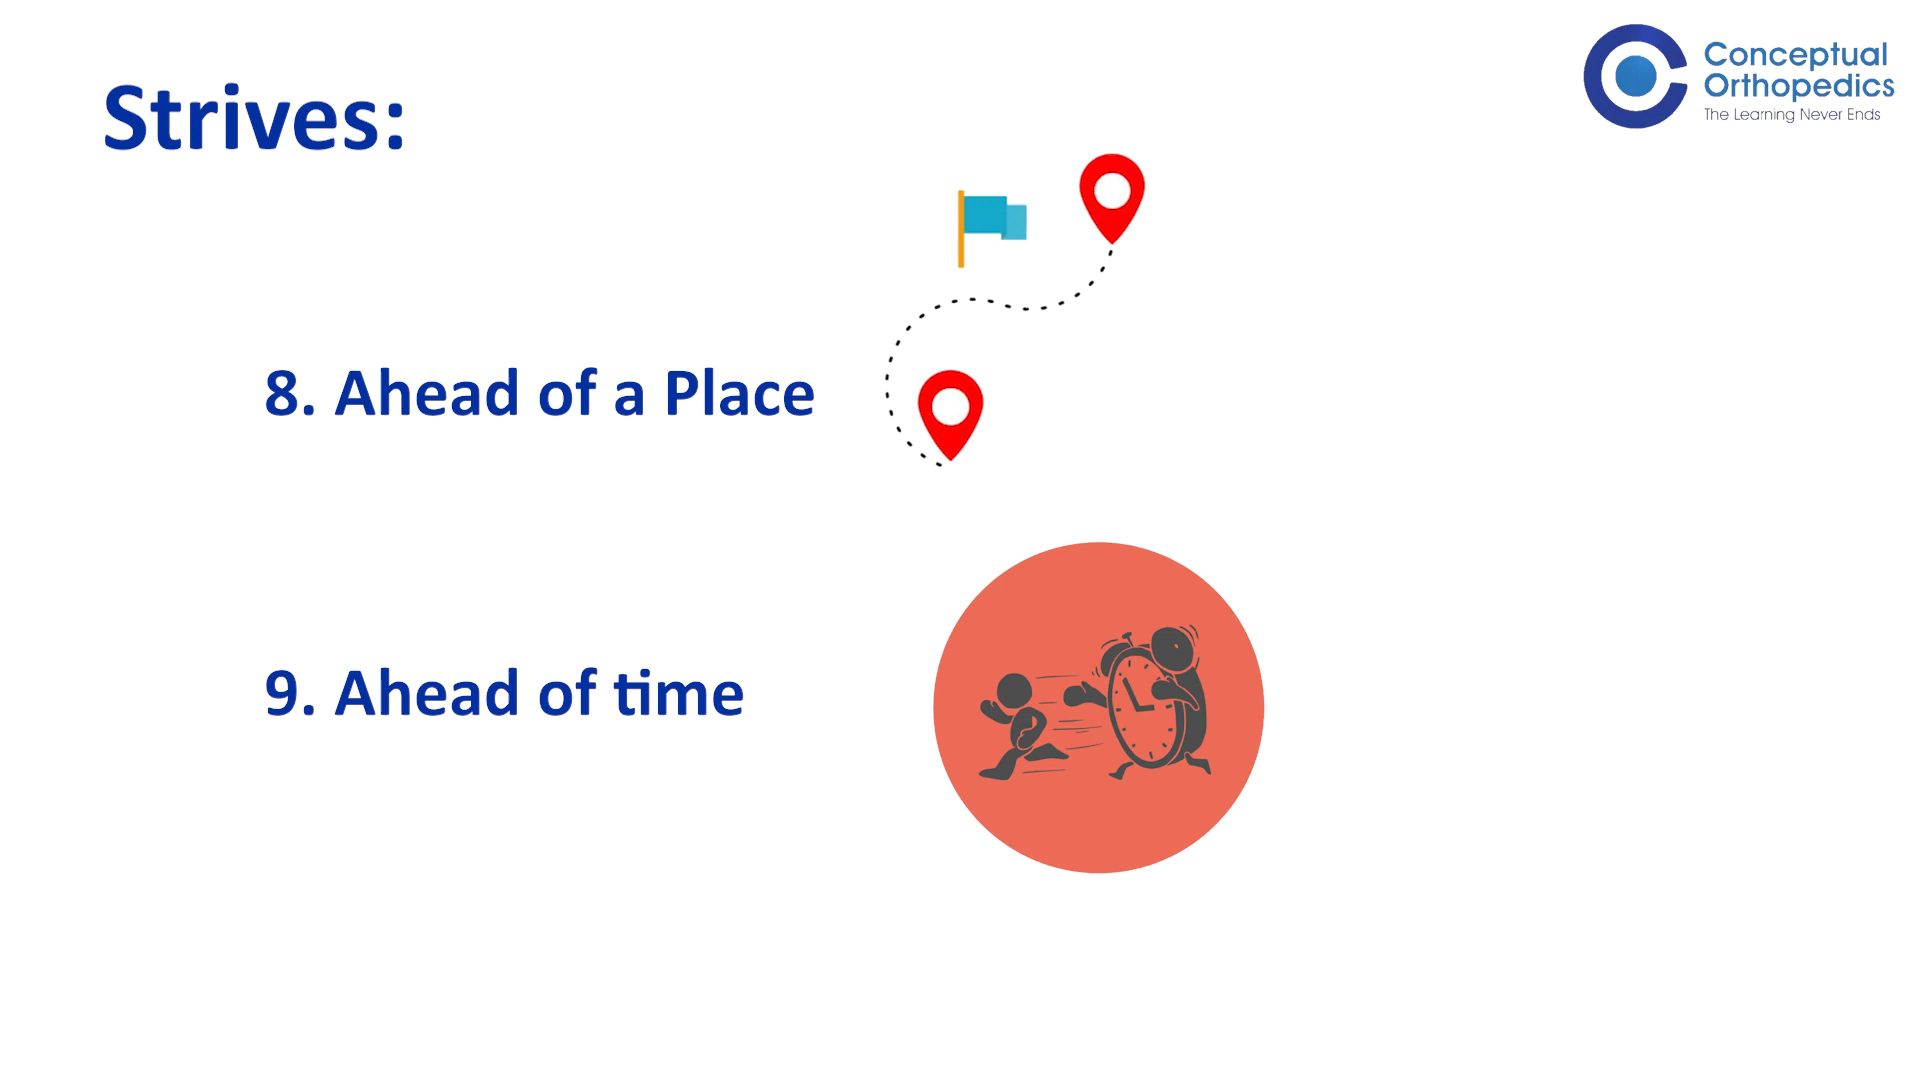 Conceptual
Orthopedics
The Learning Never Ends
Strives:
8. Ahead of a Place
9. Ahead of time